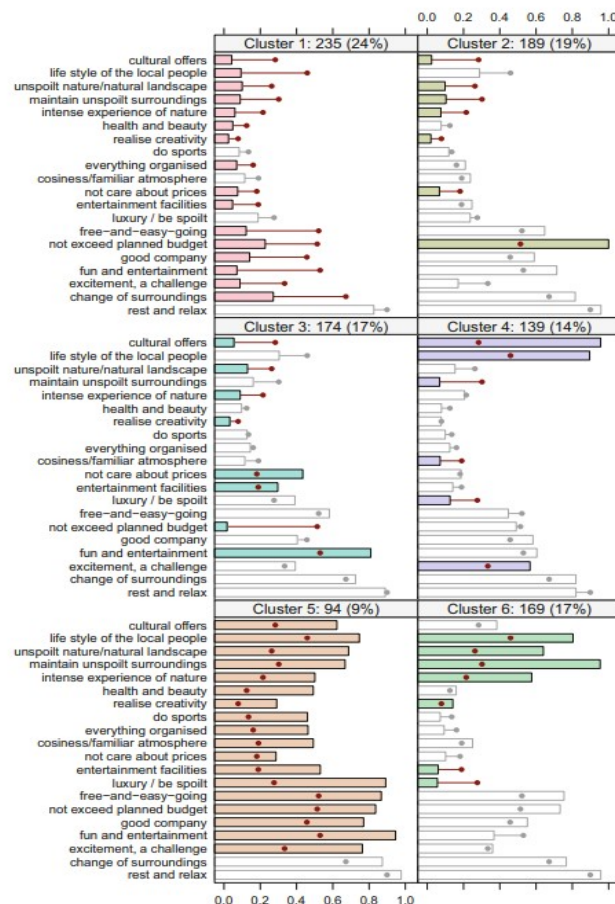 0.0 0.2 0.4 0.6 0.8 1.0
Cluster 1: 235 (24%) Cluster 2: 189 (19%)
cultural offers
life style of the local people
unspoilt nature/natural landscape
maintain unspoilt surroundings
intense experience of nature
health and beauty
realise creativity
do sports
everything organised
cosiness/familiar atmosphere
not care about prices
entertainment facilities
luxury / be spoilt
free-and-easy-going
not exceed planned budget
good company
fun and entertainment
excitement, a challenge
change of surroundings
rest and relax
Cluster 3: 174 (17%) Cluster 4: 139 (14%)
cultural offers
life style of the local people
unspoilt nature/natural landscape
maintain unspoilt surroundings
intense experience of nature
health and beauty
realise creativity
do sports
everything organised
cosiness/familiar atmosphere
not care about prices
entertainment facilities
luxury / be spoilt
free-and-easy-going
not exceed planned budget
good company
fun and entertainment
excitement, a challenge
change of surroundings
rest and relax
Cluster 5: 94 (9%) Cluster 6: 169 (17%)
cultural offers
life style of the local people
unspoilt nature/natural landscape
maintain unspoilt surroundings
intense experience of nature
health and beauty
realise creativity
do sports
everything organised
cosiness/familiar atmosphere
not care about prices
entertainment facilities
luxury / be spoilt
free-and-easy-going
not exceed planned budget
good company
fun and entertainment
excitement, a challenge
change of surroundings
rest and relax
0.0 0.2 0.4 0.6 0.8 1.0